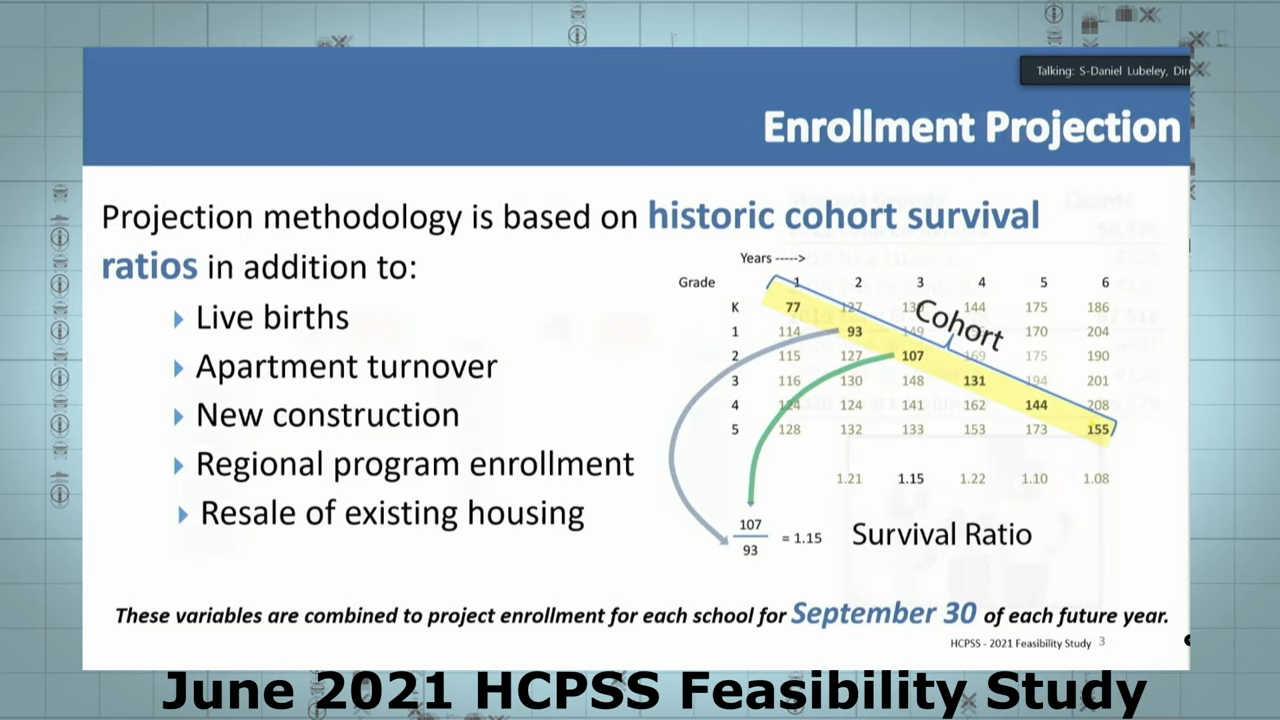 Talking: S-Daniel Lubeley, Dir
Enrollment Projection
Projection methodology is based on historic cohort survival
ratios in addition to:
Live births
Apartment turnover
New construction
Regional program enrollment
Resale of existing housing
Years ----->
Grade 1 2 3 4 5 6
K 77 127 144 175 186
1 114 93 149 170 204
2 115 127 107 169 175 190
3 116 130 148 131 194 201
4 124 124 141 162 144 208
5 128 132 133 153 173 155
Cohort
1.21 1.15 1.22 1.10 1.08
107
93
= 1.15
Survival Ratio
These variables are combined to project enrollment for each school for September 30 of each future year.
HCPSS - 2021 Feasibility Study 3
June 2021 HCPSS Feasibility Study